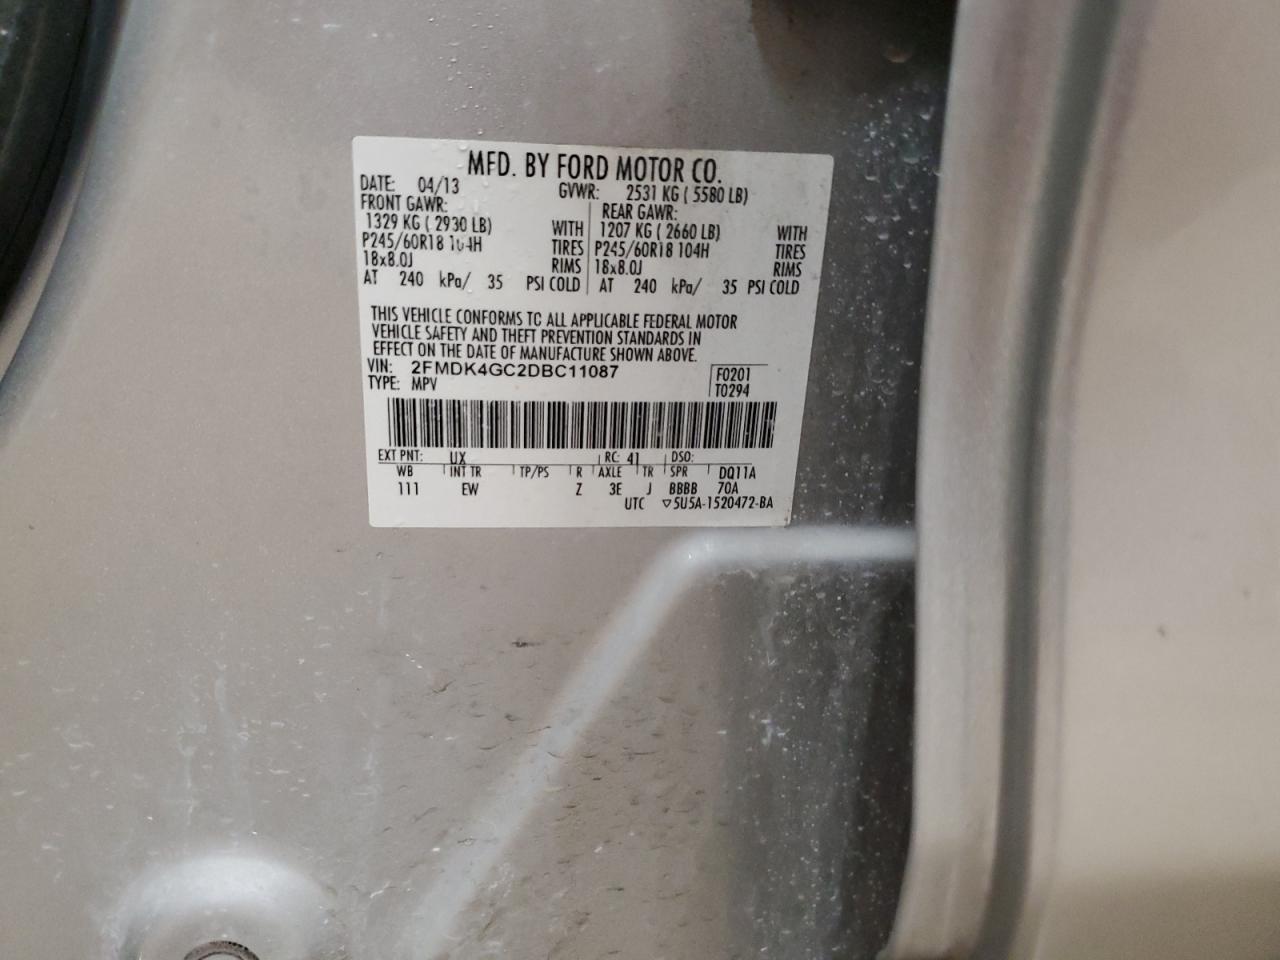 MFD. BY FORD MOTOR CO.
DATE: 04/13 GVWR: 2531 KG ( 5580 LB)
FRONT GAWR: REAR GAWR:
1329 KG ( 2930 LB) WITH 1207 KG ( 2660 LB) WITH
P245/60R18 104H TIRES P245/60R18 104H TIRES
18x8.0J RIMS 18x8.0J RIMS
AT 240 kPa/ 35 PSI COLD AT 240 kPa/ 35 PSI COLD
THIS VEHICLE CONFORMS TO ALL APPLICABLE FEDERAL MOTOR
VEHICLE SAFETY AND THEFT PREVENTION STANDARDS IN
EFFECT ON THE DATE OF MANUFACTURE SHOWN ABOVE.
VIN: 2FMDK4GC2DBC11087 F0201
TYPE: MPV T0294
EXT PNT: UX RC: 41 DSO:
WB INT TR TP/PS R AXLE TR SPR DQ11A
111 EW Z 3E J BBBB 70A
UTC ▽5U5A-1520472-BA